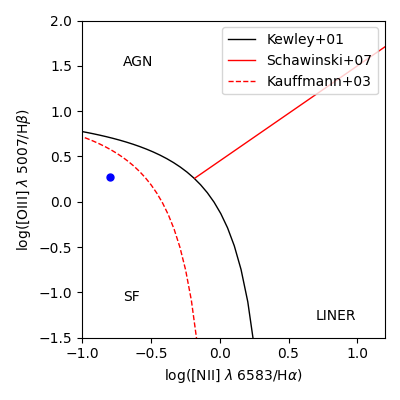 2.0
1.5
1.0
0.5
0.0
−0.5
−1.0
−1.5
log([OIII] λ 5007/Hβ)
AGN
Kewley+01
Schawinski+07
Kauffmann+03
SF
LINER
−1.0 −0.5 0.0 0.5 1.0
log([NII] λ 6583/Hα)